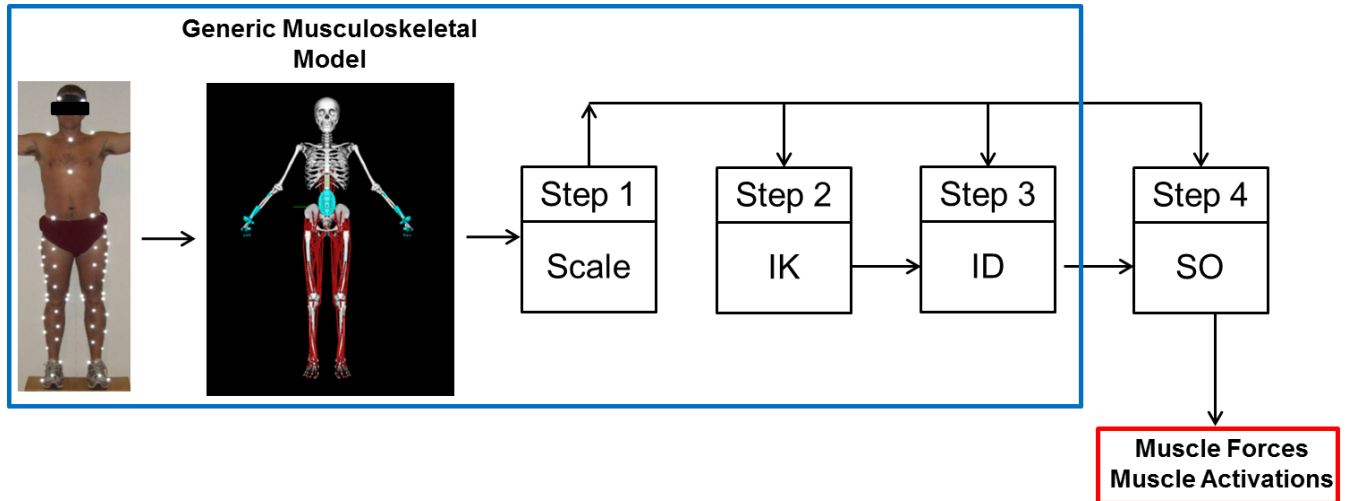 Generic Musculoskeletal
Model
Step 1
Scale
Step 2
IK
Step 3
ID
Step 4
SO
Muscle Forces
Muscle Activations